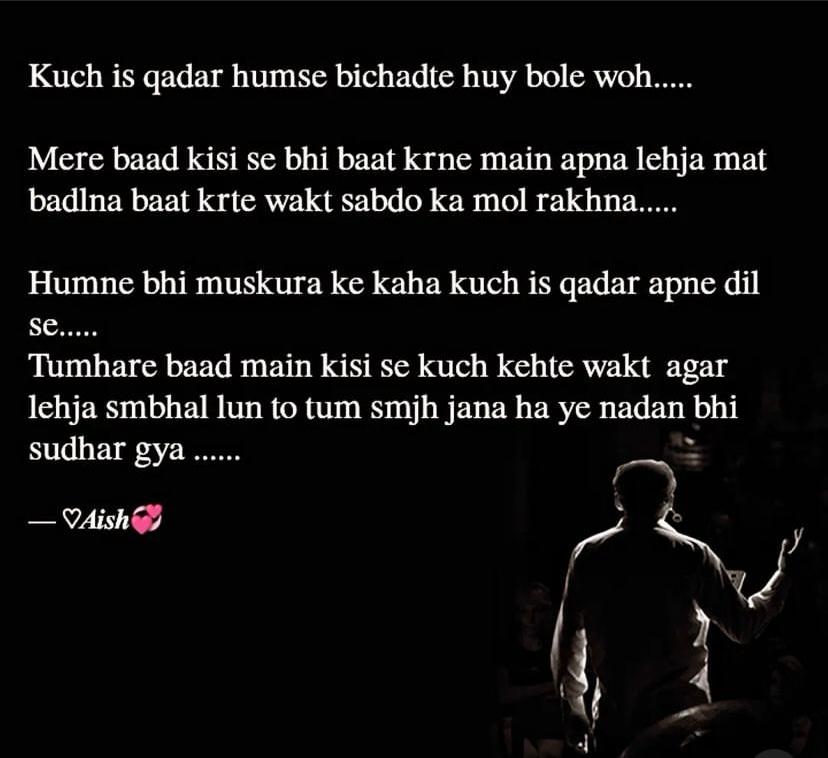 Kuch is qadar humse bichadte huy bole woh.....
Mere baad kisi se bhi baat krne main apna lehja mat
badlna baat krte wakt sabdo ka mol rakhna.....
Humne bhi muskura ke kaha kuch is qadar apne dil
se.....
Tumhare baad main kisi se kuch kehte wakt  agar
lehja smbhal lun to tum smjh jana ha ye nadan bhi
sudhar gya ......
— ♡Aish💞